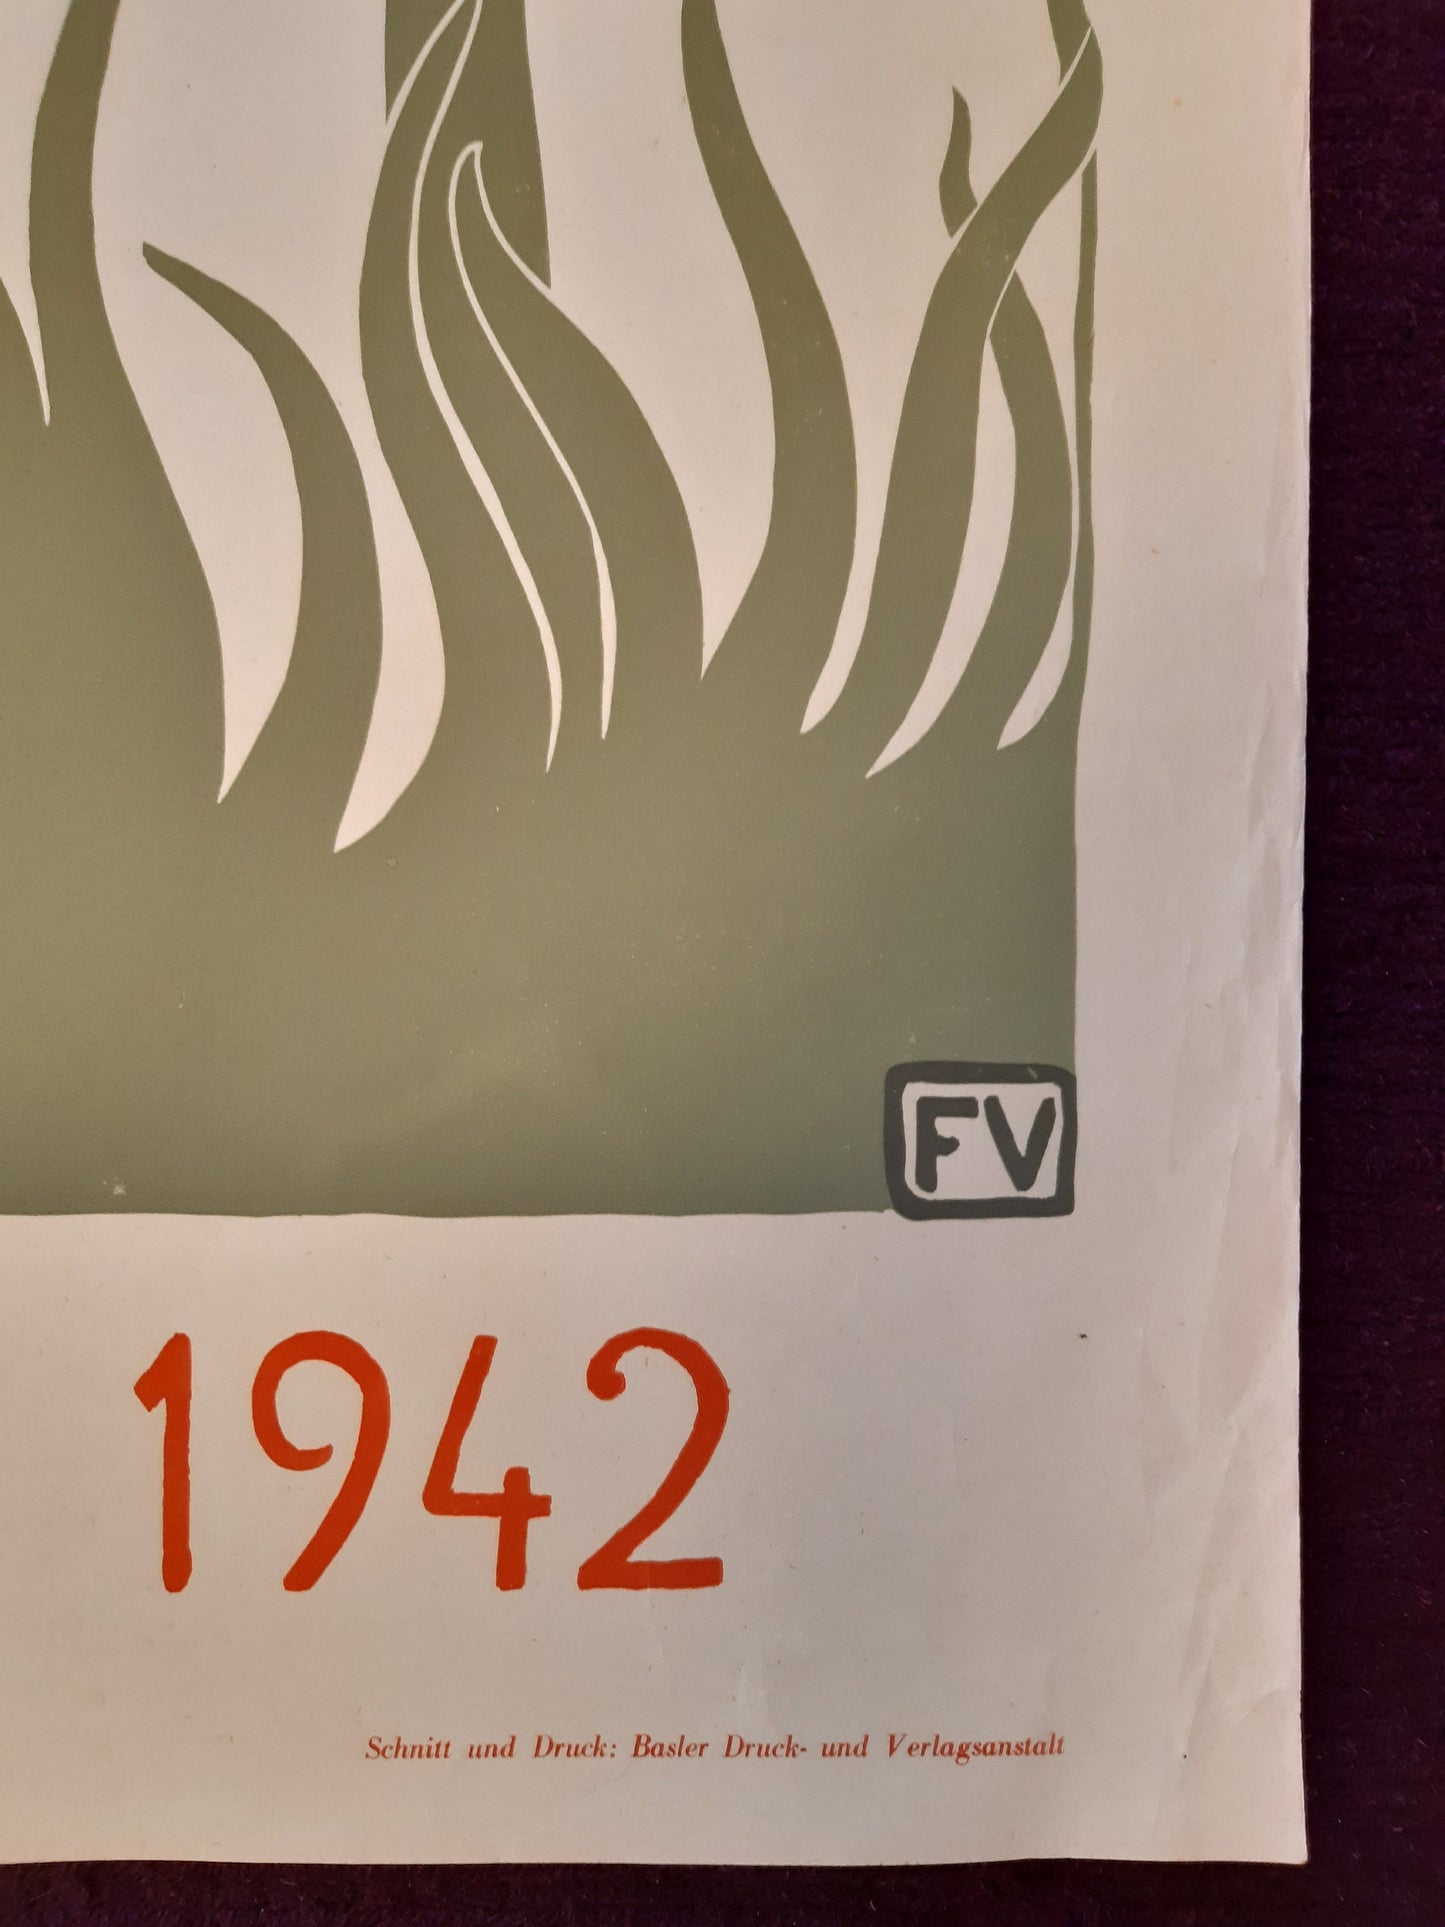 FV
1942
Schnitt und Druck: Basler Druck- und Verlagsanstalt